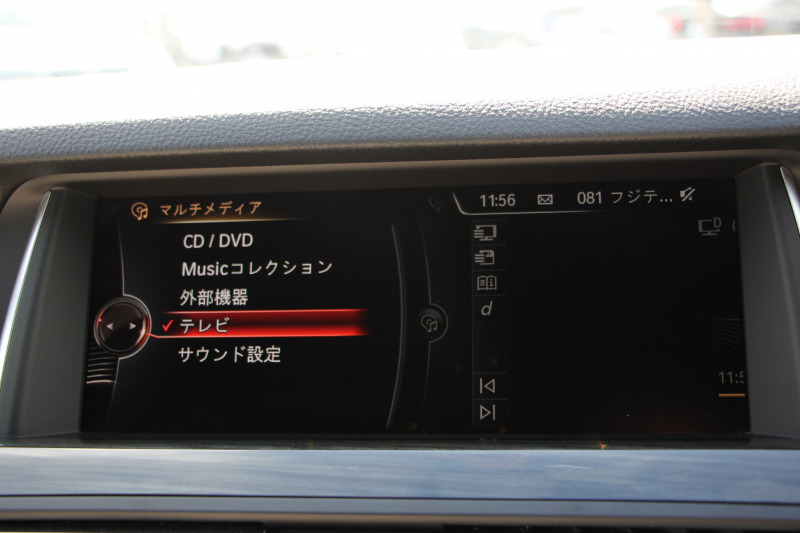 マルチメディア
CD / DVD
Musicコレクション
外部機器
テレビ
サウンド設定
11:56
081 フジテ...
D
d
11:5